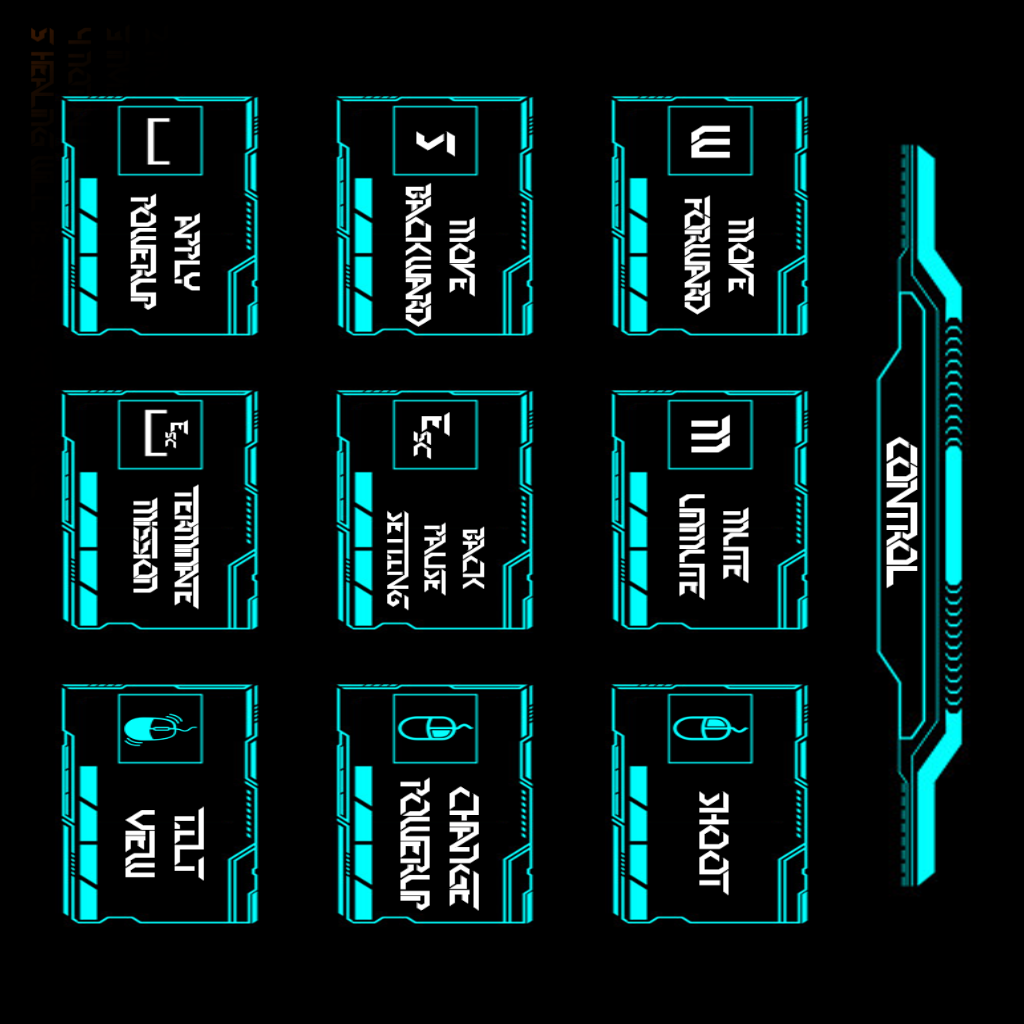 CONTROL
W
MOVE
FORWARD
M
MUTE
UNMUTE
SHOOT
S
MOVE
BACKWARD
Esc
BACK
PAUSE
SETTING
CHANGE
POWERUP
APPLY
POWERUP
Esc
TERMINATE
MISSION
TILT
VIEW